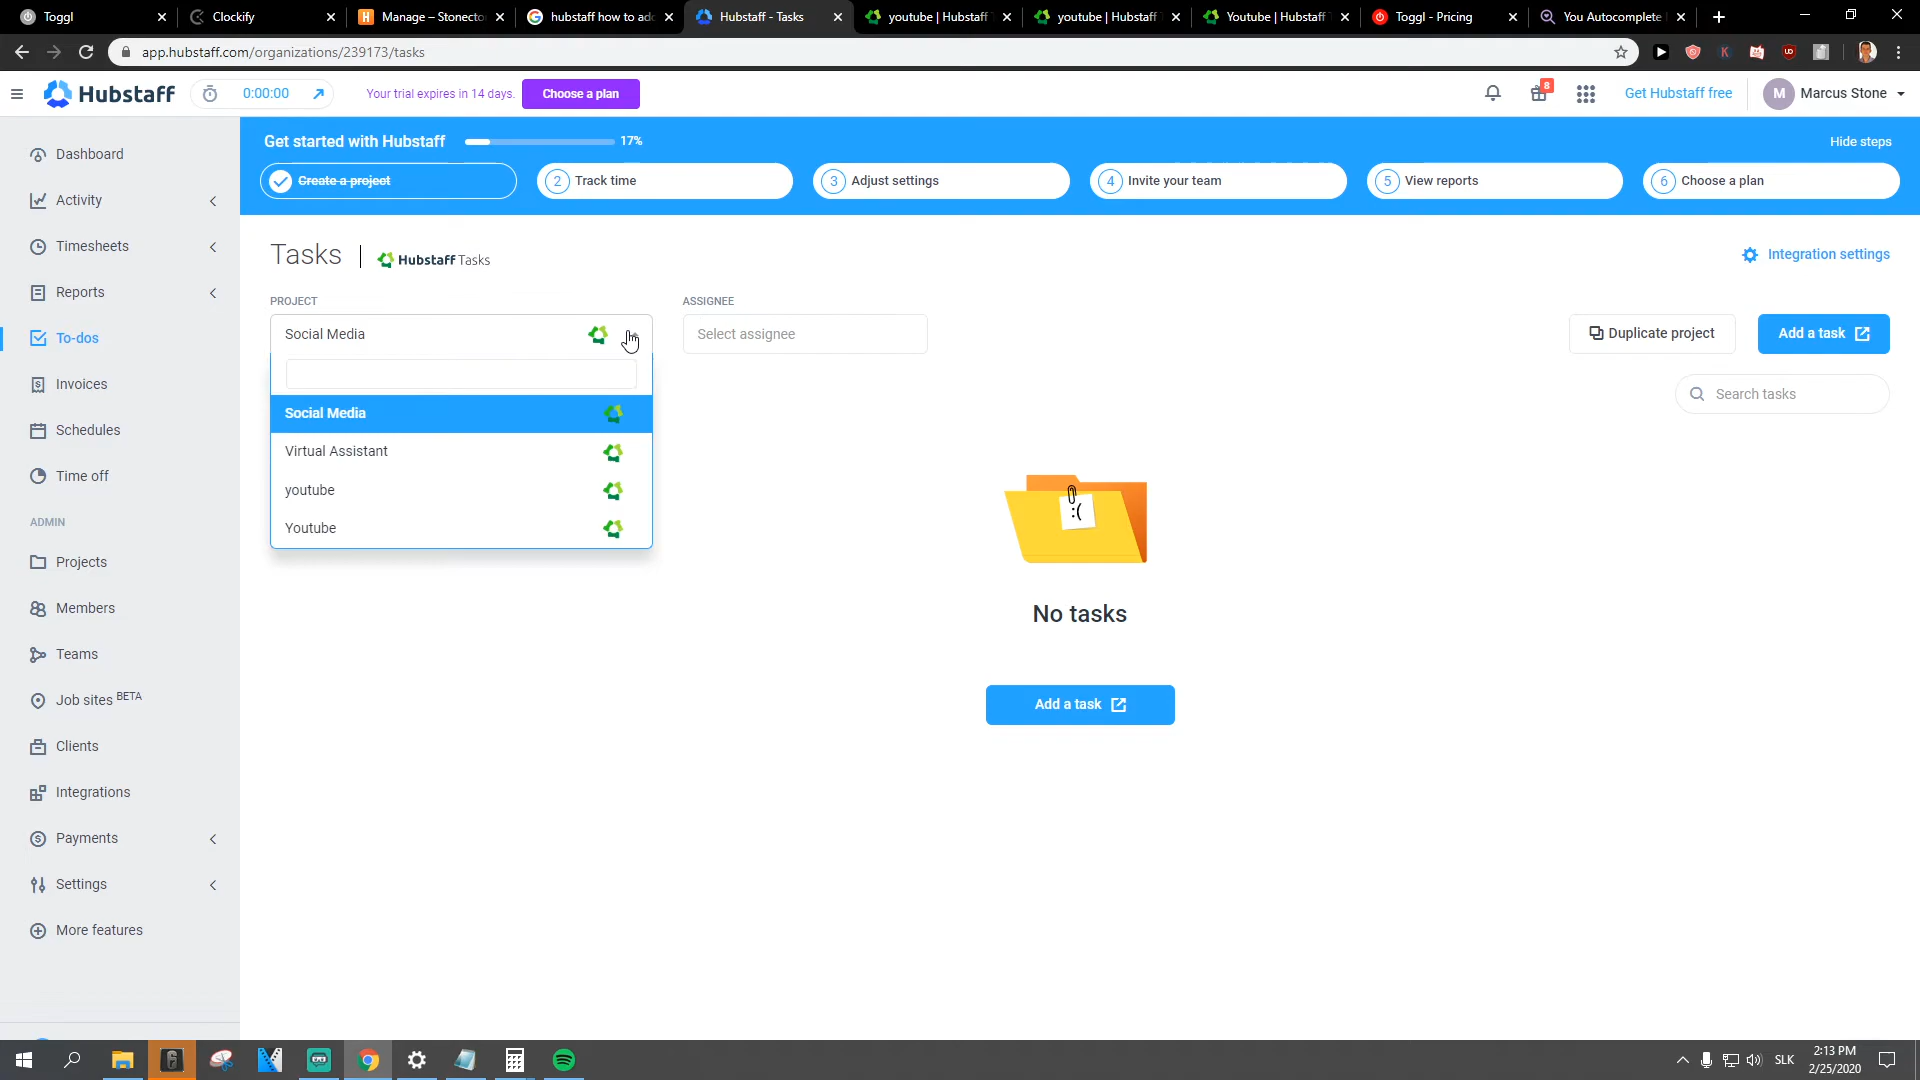 Toggl
Clockify
Manage – Stonecto
hubstaff how to add
Hubstaff - Tasks
youtube | Hubstaff
youtube | Hubstaff
Youtube | Hubstaff
Toggl - Pricing
You Autocomplete
app.hubstaff.com/organizations/239173/tasks
Hubstaff
0:00:00
Your trial expires in 14 days.
Choose a plan
8
Get Hubstaff free
M
Marcus Stone
Get started with Hubstaff
17%
Hide steps
Create a project
2 Track time
3 Adjust settings
4 Invite your team
5 View reports
6 Choose a plan
Dashboard
Activity
Timesheets
Reports
To-dos
Invoices
Schedules
Time off
ADMIN
Projects
Members
Teams
Job sites BETA
Clients
Integrations
Payments
Settings
More features
Tasks
Hubstaff Tasks
Integration settings
PROJECT
ASSIGNEE
Social Media
Select assignee
Duplicate project
Add a task
Search tasks
Social Media
Virtual Assistant
youtube
Youtube
:(
No tasks
Add a task
SLK
2:13 PM
2/25/2020